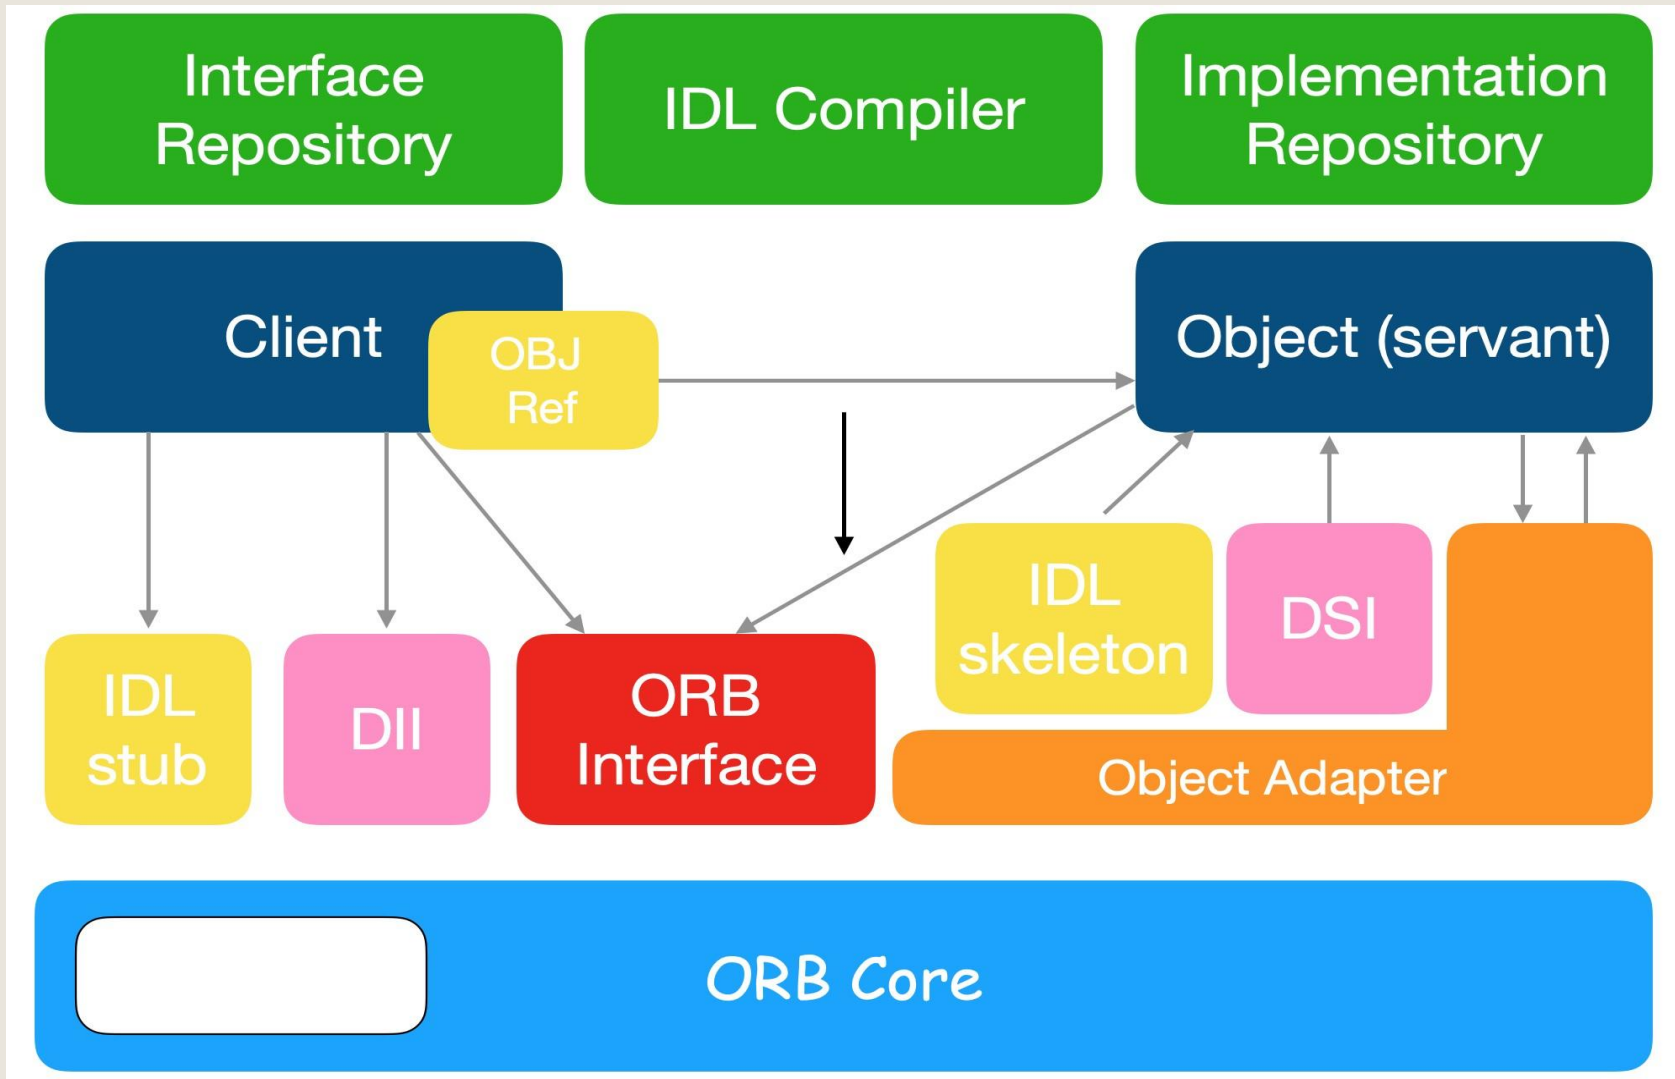 Interface
Repository
IDL Compiler
Implementation
Repository
Client
OBJ
Ref
Object (servant)
IDL
stub
DII
ORB
Interface
IDL
skeleton
DSI
Object Adapter
ORB Core